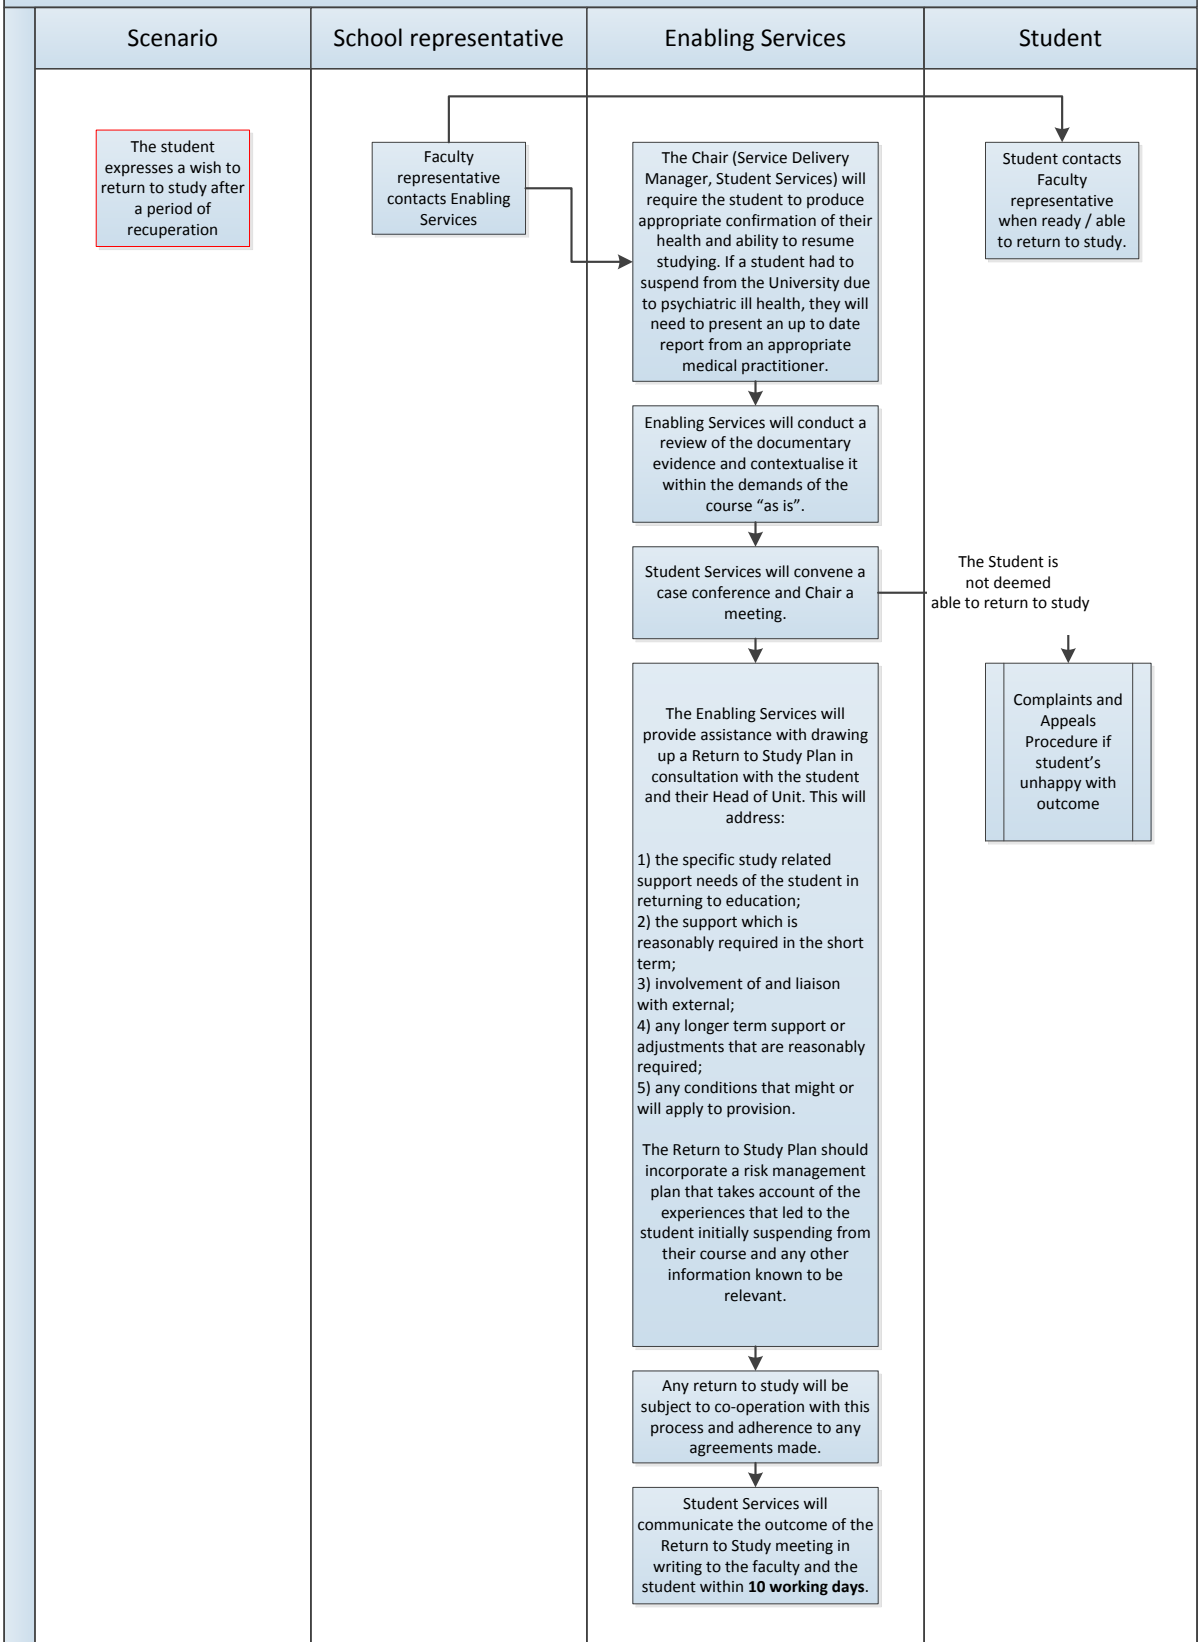 Scenario
School representative
Enabling Services
Student
The student
expresses a wish to
return to study after
a period of
recuperation
Faculty
representative
contacts Enabling
Services
The Chair (Service Delivery
Manager, Student Services) will
require the student to produce
appropriate confirmation of their
health and ability to resume
studying. If a student had to
suspend from the University due
to psychiatric ill health, they will
need to present an up to date
report from an appropriate
medical practitioner.
Student contacts
Faculty
representative
when ready / able
to return to study.
Enabling Services will conduct a
review of the documentary
evidence and contextualise it
within the demands of the
course “as is”.
Student Services will convene a
case conference and Chair a
meeting.
The Student is
not deemed
able to return to study
Complaints and
Appeals
Procedure if
student’s
unhappy with
outcome
The Enabling Services will
provide assistance with drawing
up a Return to Study Plan in
consultation with the student
and their Head of Unit. This will
address:
1) the specific study related
support needs of the student in
returning to education;
2) the support which is
reasonably required in the short
term;
3) involvement of and liaison
with external;
4) any longer term support or
adjustments that are reasonably
required;
5) any conditions that might or
will apply to provision.
The Return to Study Plan should
incorporate a risk management
plan that takes account of the
experiences that led to the
student initially suspending from
their course and any other
information known to be
relevant.
Any return to study will be
subject to co-operation with this
process and adherence to any
agreements made.
Student Services will
communicate the outcome of the
Return to Study meeting in
writing to the faculty and the
student within 10 working days.